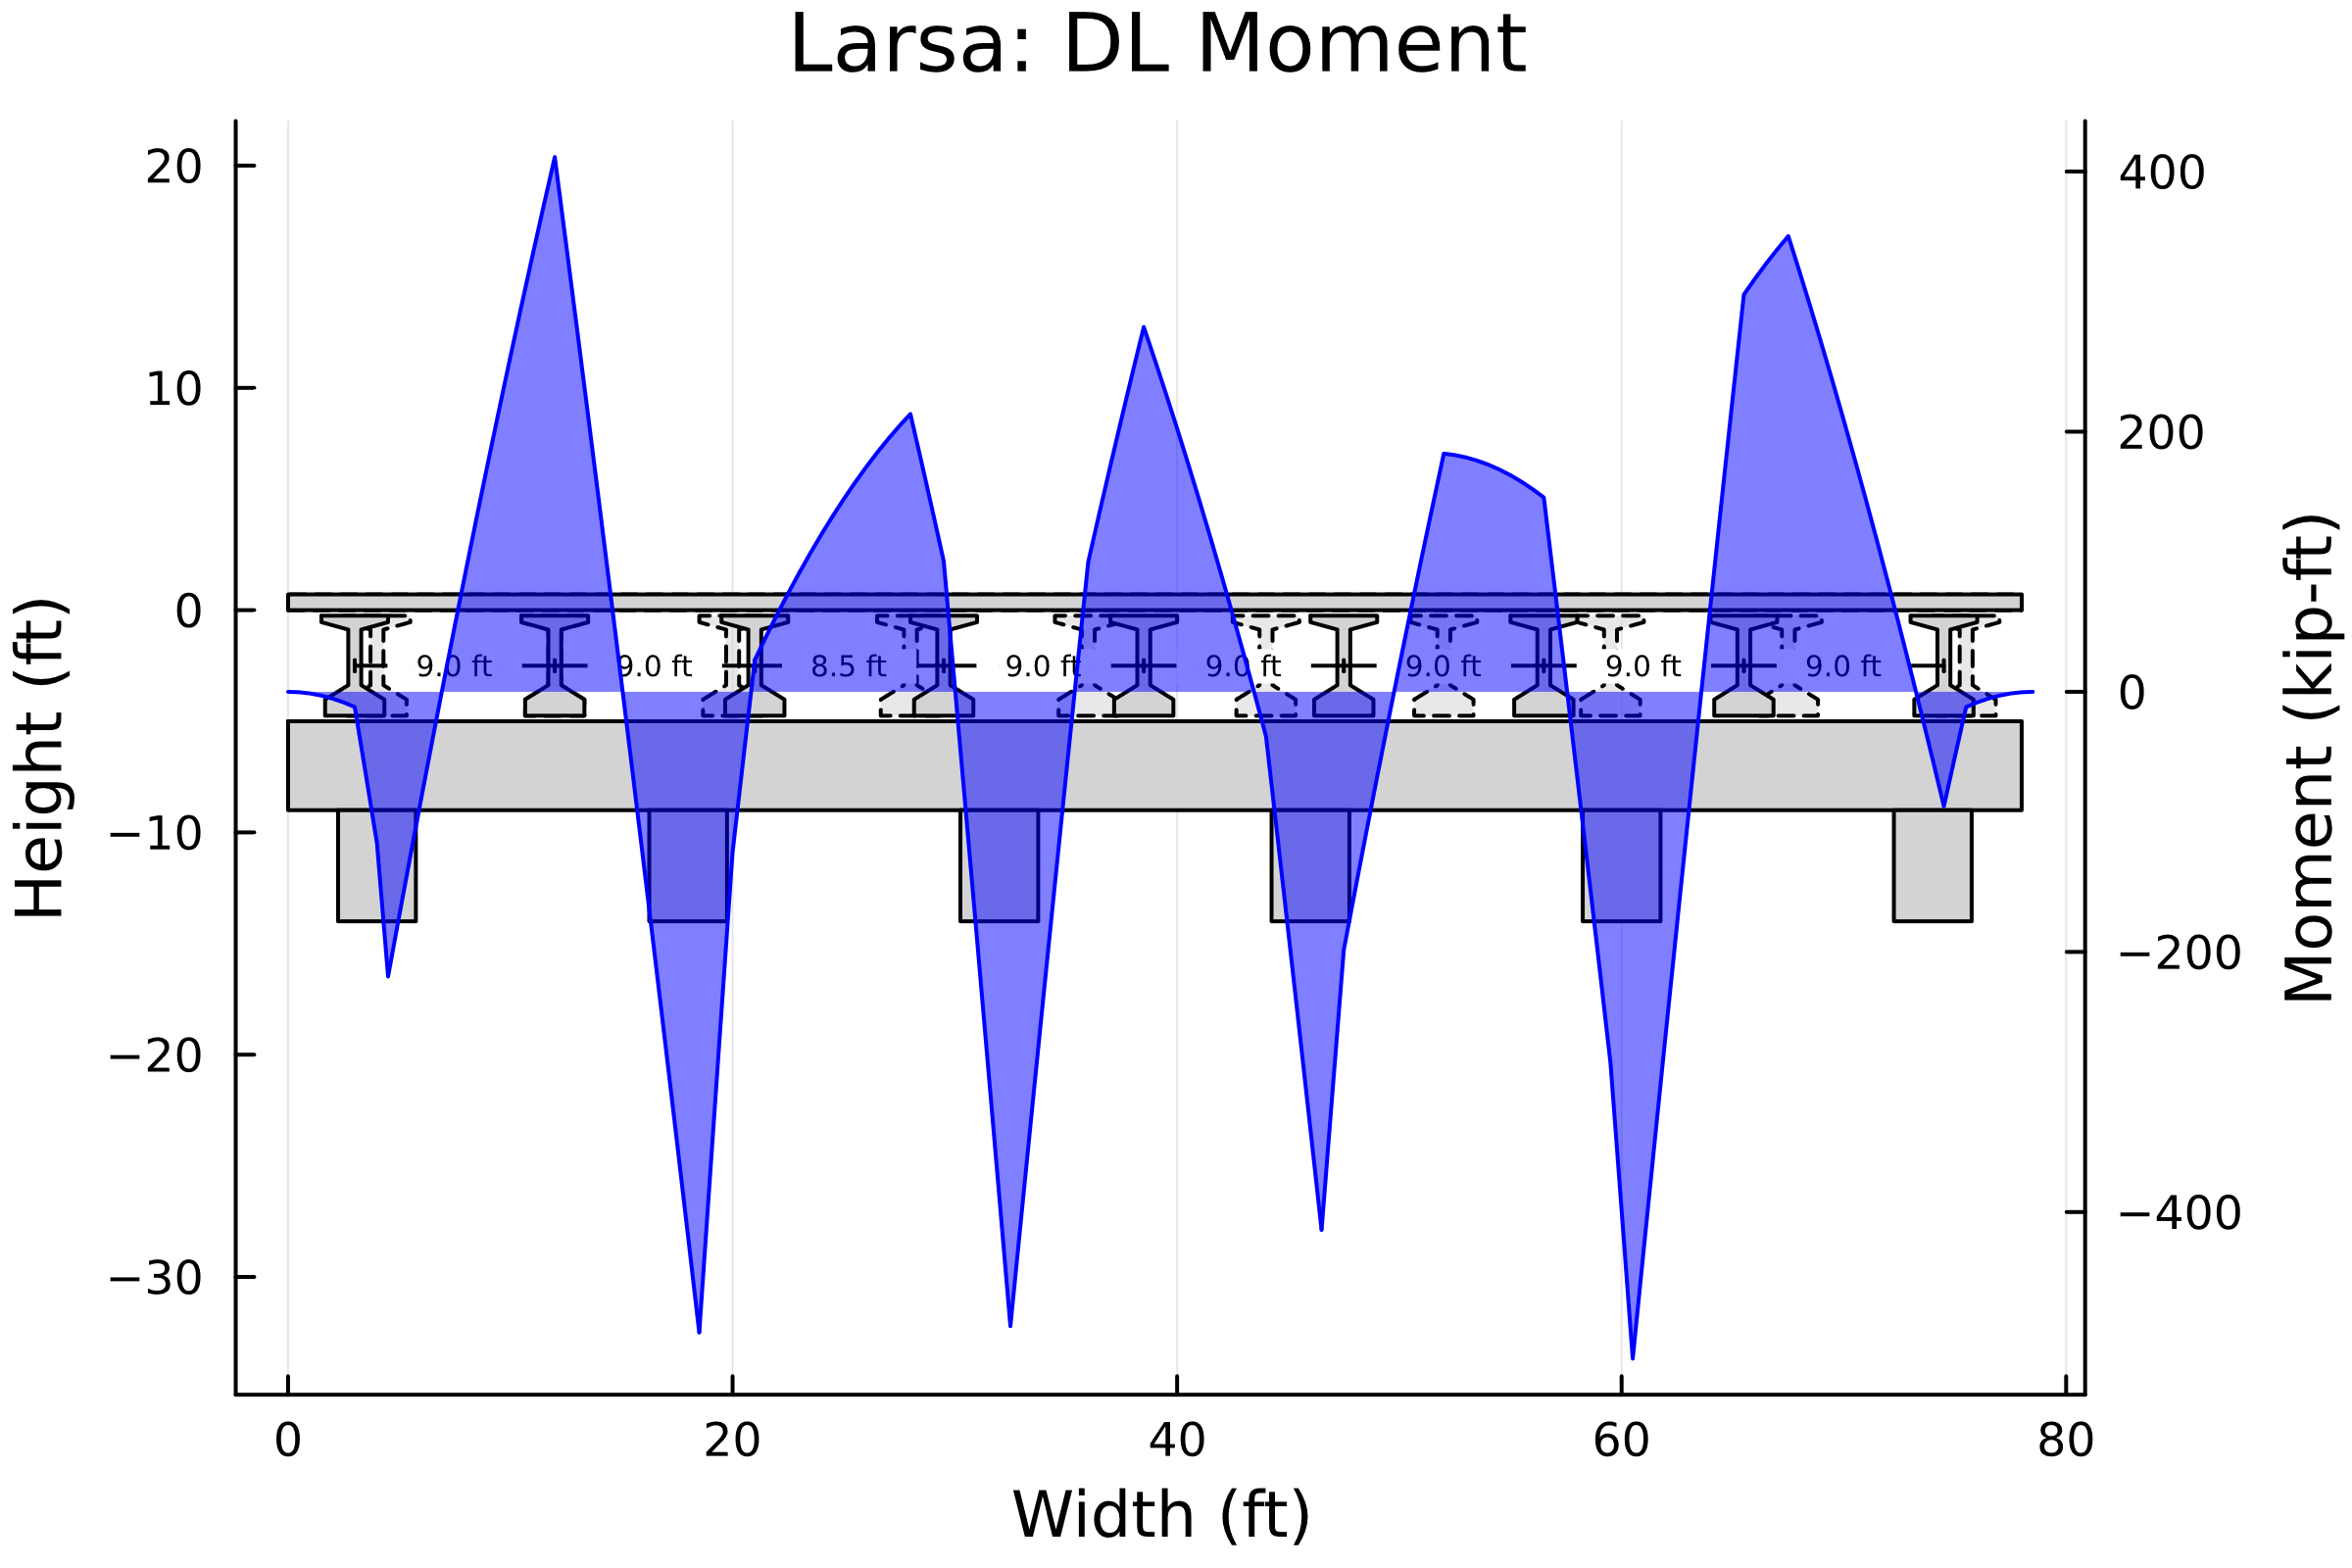 Larsa: DL Moment
20
10
0
−10
−20
−30
Height (ft)
400
200
0
−200
−400
Moment (kip-ft)
9.0 ft
9.0 ft
8.5 ft
9.0 ft
9.0 ft
9.0 ft
9.0 ft
9.0 ft
0
20
40
60
80
Width (ft)